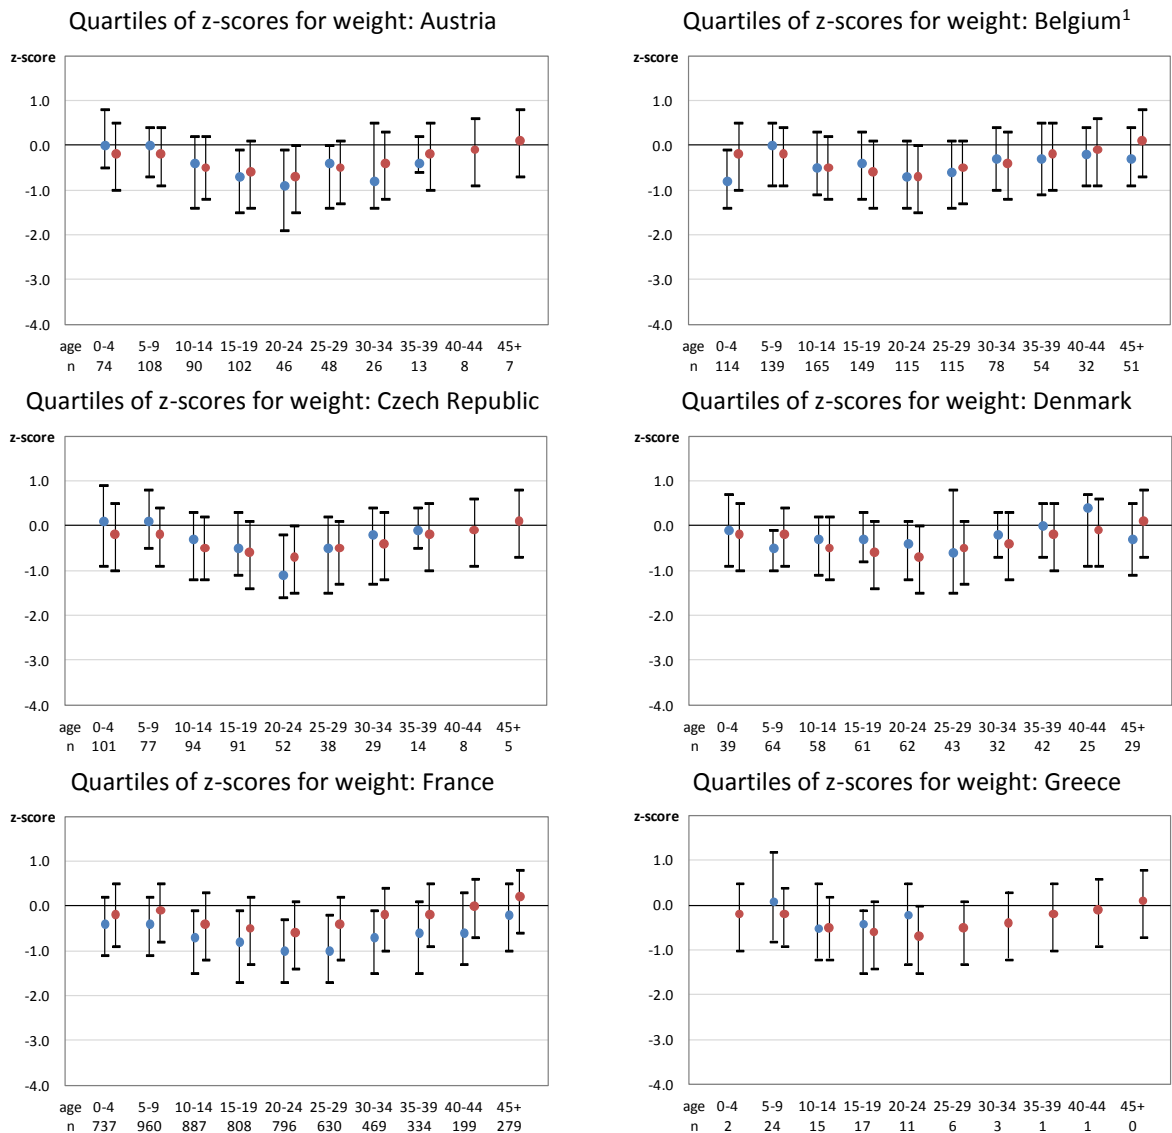 Quartiles of z-scores for weight: Austria
z-score
1.0
0.0
-1.0
-2.0
-3.0
-4.0
age 0-4 5-9 10-14 15-19 20-24 25-29 30-34 35-39 40-44 45+
n 74 108 90 102 46 48 26 13 8 7
Quartiles of z-scores for weight: Belgium¹
z-score
1.0
0.0
-1.0
-2.0
-3.0
-4.0
age 0-4 5-9 10-14 15-19 20-24 25-29 30-34 35-39 40-44 45+
n 114 139 165 149 115 115 78 54 32 51
Quartiles of z-scores for weight: Czech Republic
z-score
1.0
0.0
-1.0
-2.0
-3.0
-4.0
age 0-4 5-9 10-14 15-19 20-24 25-29 30-34 35-39 40-44 45+
n 101 77 94 91 52 38 29 14 8 5
Quartiles of z-scores for weight: Denmark
z-score
1.0
0.0
-1.0
-2.0
-3.0
-4.0
age 0-4 5-9 10-14 15-19 20-24 25-29 30-34 35-39 40-44 45+
n 39 64 58 61 62 43 32 42 25 29
Quartiles of z-scores for weight: France
z-score
1.0
0.0
-1.0
-2.0
-3.0
-4.0
age 0-4 5-9 10-14 15-19 20-24 25-29 30-34 35-39 40-44 45+
n 737 960 887 808 796 630 469 334 199 279
Quartiles of z-scores for weight: Greece
z-score
1.0
0.0
-1.0
-2.0
-3.0
-4.0
age 0-4 5-9 10-14 15-19 20-24 25-29 30-34 35-39 40-44 45+
n 2 24 15 17 11 6 3 1 1 0